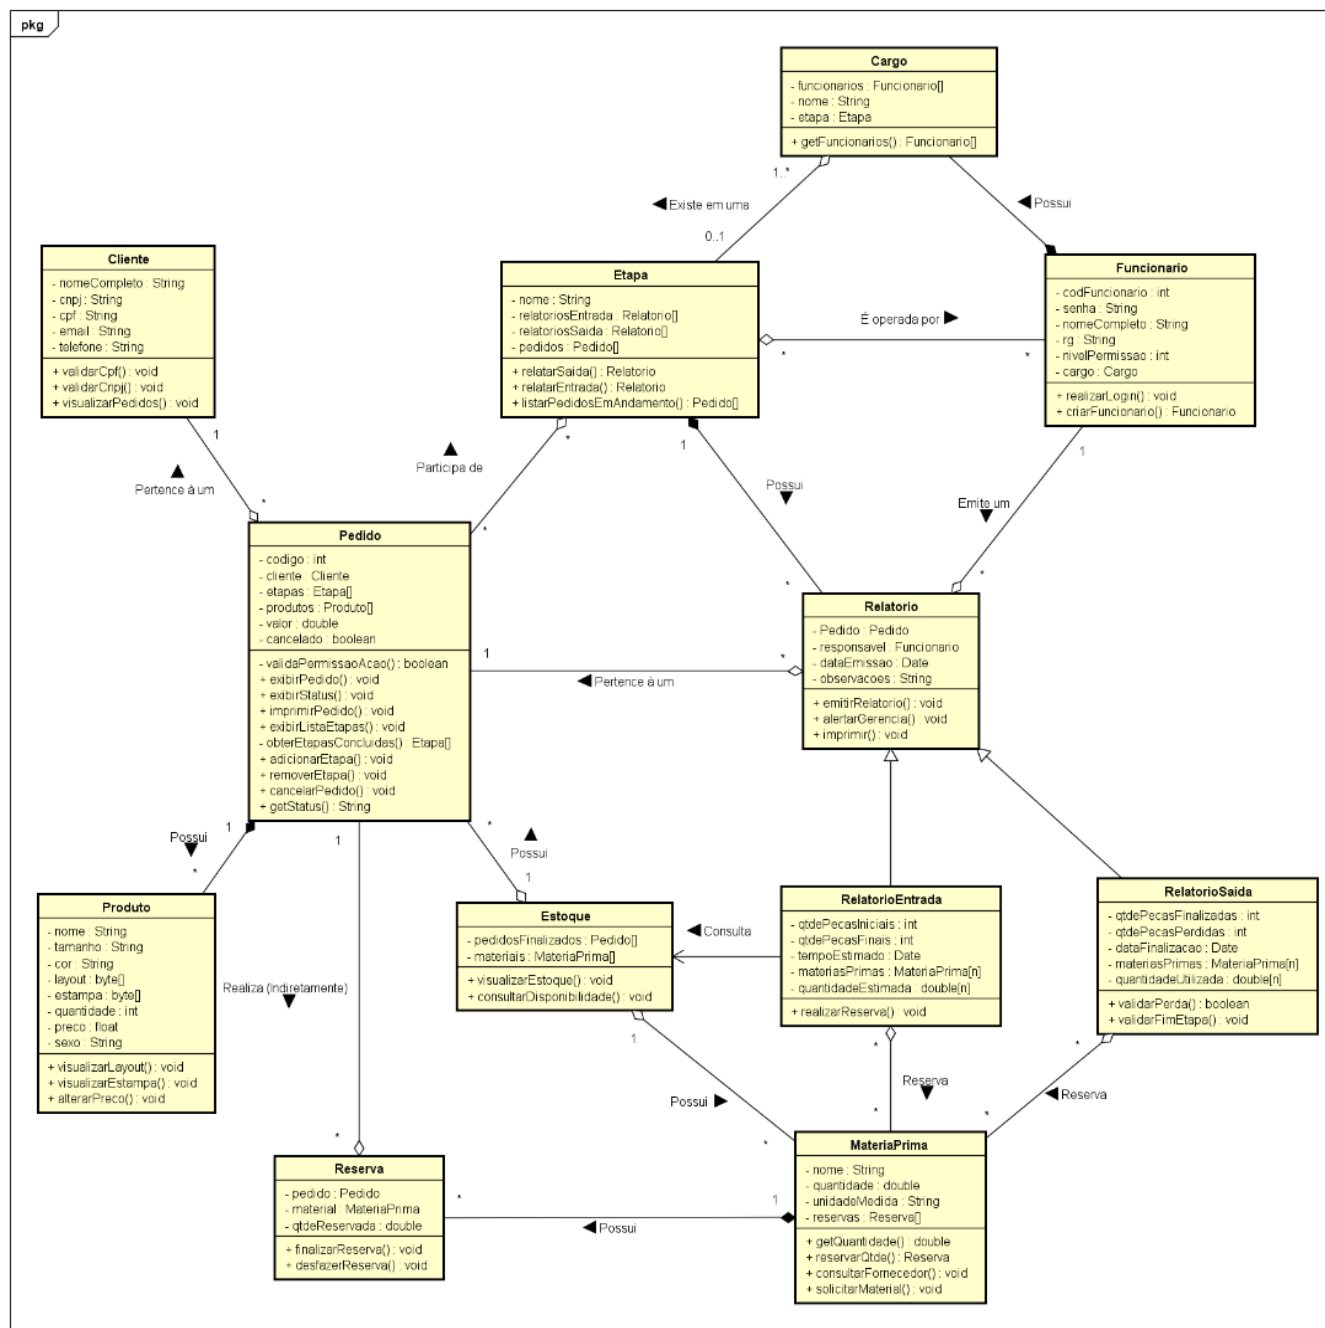 pkg
Cargo
- funcionarios : Funcionario[]
- nome : String
- etapa : Etapa
+ getFuncionarios() : Funcionario[]
1..*
Existe em uma
0..1
Possui
Cliente
- nomeCompleto : String
- cnpj : String
- cpf : String
- email : String
- telefone : String
+ validarCpf() : void
+ validarCnpj() : void
+ visualizarPedidos() : void
Etapa
- nome : String
- relatoriosEntrada : Relatorio[]
- relatoriosSaida : Relatorio[]
- pedidos : Pedido[]
+ relatarSaida() : Relatorio
+ relatarEntrada() : Relatorio
+ listarPedidosEmAndamento() : Pedido[]
É operada por
*
*
Funcionario
- codFuncionario : int
- senha : String
- nomeCompleto : String
- rg : String
- nivelPermissao : int
- cargo : Cargo
+ realizarLogin() : void
+ criarFuncionario() : Funcionario
1
Pertence à um
*
*
Participa de
*
1
Possui
*
1
Emite um
*
Pedido
- codigo : int
- cliente : Cliente
- etapas : Etapa[]
- produtos : Produto[]
- valor : double
- cancelado : boolean
- validaPermissaoAcao() : boolean
+ exibirPedido() : void
+ exibirStatus() : void
+ imprimirPedido() : void
+ exibirListaEtapas() : void
- obterEtapasConcluidas() : Etapa[]
+ adicionarEtapa() : void
+ removerEtapa() : void
+ cancelarPedido() : void
+ getStatus() : String
1
Pertence à um
*
Relatorio
- Pedido : Pedido
- responsavel : Funcionario
- dataEmissao : Date
- observacoes : String
+ emitirRelatorio() : void
+ alertarGerencia() : void
+ imprimir() : void
1
Possui
*
1
Realiza (Indiretamente)
*
*
Possui
1
Produto
- nome : String
- tamanho : String
- cor : String
- layout : byte[]
- estampa : byte[]
- quantidade : int
- preco : float
- sexo : String
+ visualizarLayout() : void
+ visualizarEstampa() : void
+ alterarPreco() : void
Estoque
- pedidosFinalizados : Pedido[]
- materiais : MateriaPrima[]
+ visualizarEstoque() : void
+ consultarDisponibilidade() : void
Consulta
RelatorioEntrada
- qtdePecasIniciais : int
- qtdePecasFinais : int
- tempoEstimado : Date
- materiasPrimas : MateriaPrima[n]
- quantidadeEstimada : double[n]
+ realizarReserva() : void
RelatorioSaida
- qtdePecasFinalizadas : int
- qtdePecasPerdidas : int
- dataFinalizacao : Date
- materiesPrimas : MateriaPrima[n]
- quantidadeUtilizada : double[n]
+ validarPerda() : boolean
+ validarFimEtapa() : void
1
Possui
*
*
Reserva
*
*
Reserva
*
Reserva
- pedido : Pedido
- material : MateriaPrima
- qtdeReservada : double
+ finalizarReserva() : void
+ desfazerReserva() : void
*
Possui
1
MateriaPrima
- nome : String
- quantidade : double
- unidadeMedida : String
- reservas : Reserva[]
+ getQuantidade() : double
+ reservarQtde() : Reserva
+ consultarFornecedor() : void
+ solicitarMaterial() : void